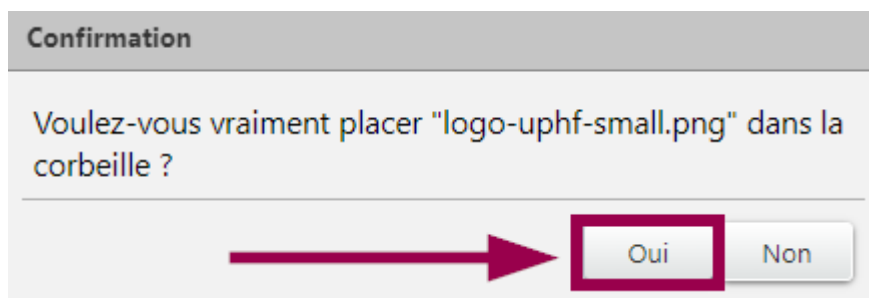 Confirmation
Voulez-vous vraiment placer "logo-uphf-small.png" dans la
corbeille ?
Oui
Non